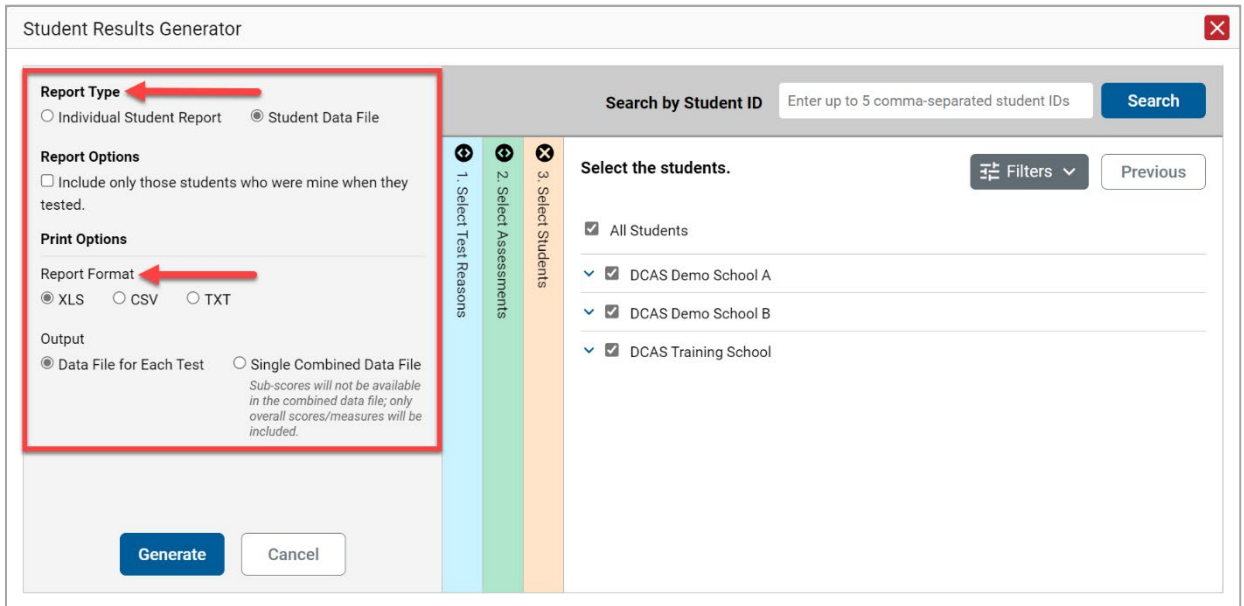 Student Results Generator
Report Type
Individual Student Report
Student Data File
Report Options
Include only those students who were mine when they
tested.
Print Options
Report Format
XLS
CSV
TXT
Output
Data File for Each Test
Single Combined Data File
Sub-scores will not be available
in the combined data file; only
overall scores/measures will be
included.
Generate
Cancel
1. Select Test Reasons
2. Select Assessments
3. Select Students
Search by Student ID
Enter up to 5 comma-separated student IDs
Search
Select the students.
Filters
Previous
All Students
DCAS Demo School A
DCAS Demo School B
DCAS Training School